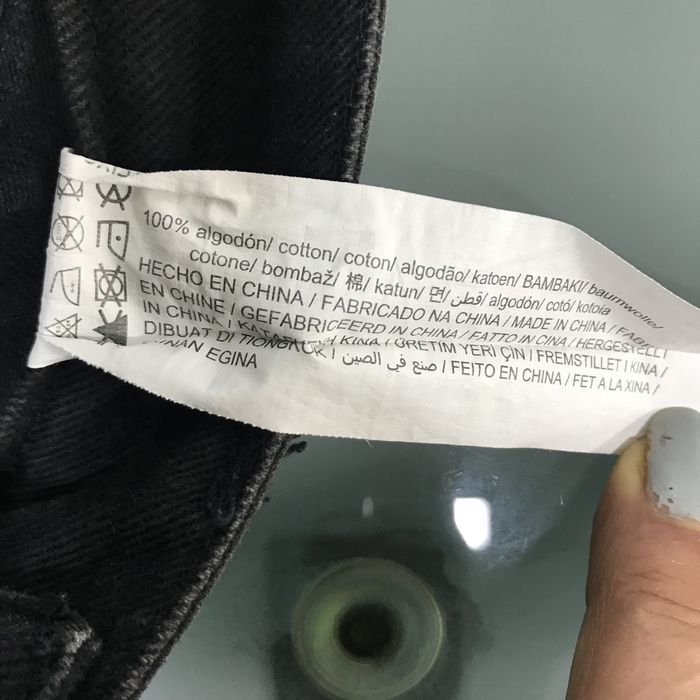 100% algodón/ cotton/ coton/ algodão/ katoen/ BAMBAKI/ baumwolle/
cotone/ bombaž/ 棉/ katun/ 면/ قطن/ algodón/ cotó/ kotoia
HECHO EN CHINA / FABRICADO NA CHINA / MADE IN CHINA / FABRI
EN CHINE / GEFABRICEERD IN CHINA / FATTO IN CINA / HERGESTELLT
IN CHINA / KINA / ÜRETİM YERİ ÇİN / FREMSTILLET I KINA /
DIBUAT DI / صنع في الصين / FEITO EN CHINA / FET A LA XINA /
EGINA